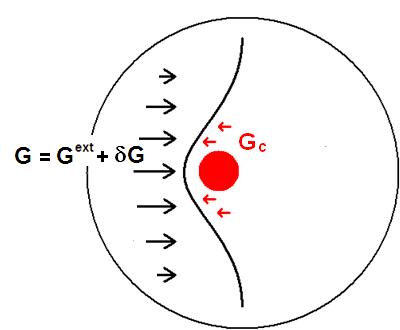 G = G^ext + δG
G_c